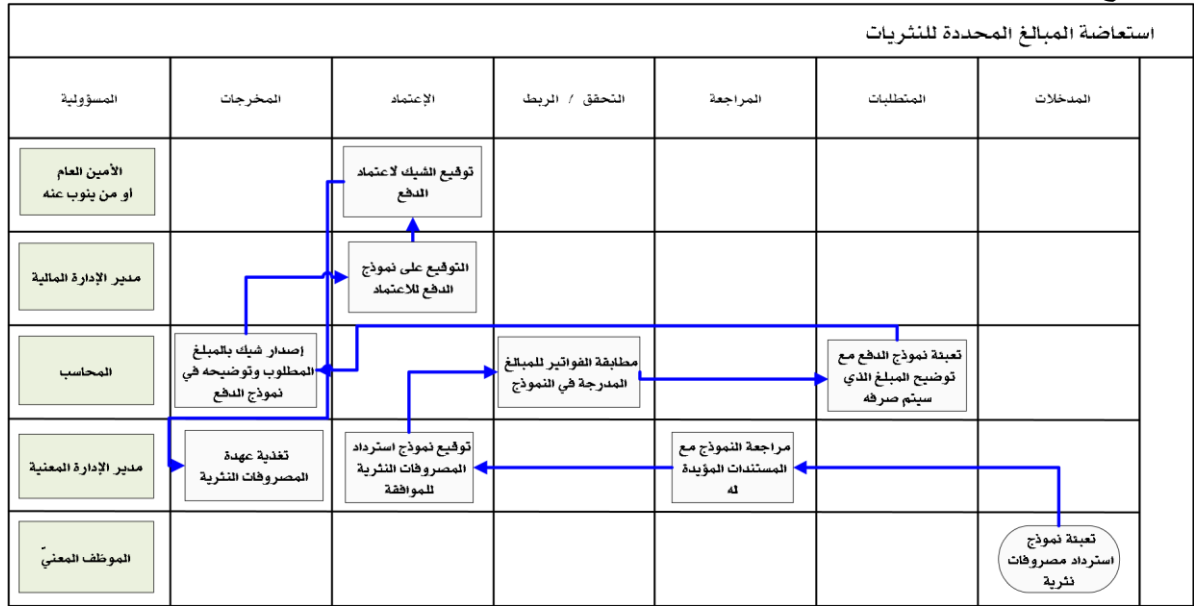 استعاضة المبالغ المحددة للنثريات
المدخلات
المتطلبات
المراجعة
التحقق / الربط
الإعتماد
المخرجات
المسؤولية
توقيع الشيك لاعتماد
الدفع
الأمين العام
او من ينوب عنه
التوقيع على نموذج
الدفع للاعتماد
مدير الإدارة المالية
تعبئة نموذج الدفع مع
توضيح المبلغ الذي
سيتم صرفه
مطابقة الفواتير للمبالغ
المدرجة في النموذج
إصدار شيك بالمبلغ
المطلوب وتوضيحه في
نموذج الدفع
المحاسب
مراجعة النموذج مع
المستندات المؤيدة
له
توقيع نموذج استرداد
المصروفات النثرية
للموافقة
تغذية عهدة
المصروفات النثرية
مدير الإدارة المعنية
تعبئة نموذج
استرداد مصروفات
نثرية
الموظف المعنيّ